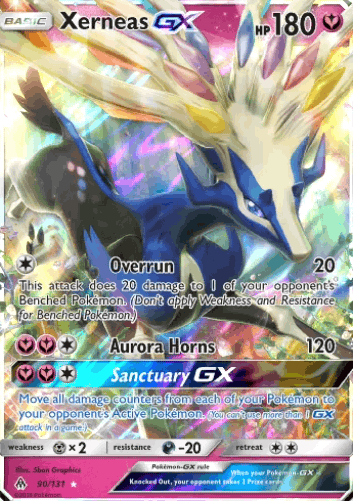 BASIC Xerneas GX HP 180
Overrun 20
This attack does 20 damage to 1 of your opponent's
Benched Pokémon. (Don't apply Weakness and Resistance
for Benched Pokémon.)
Aurora Horns 120
Sanctuary GX
Move all damage counters from each of your Pokémon to
your opponent's Active Pokémon. (You can't use more than 1 GX
attack in a game.)
weakness ×2 resistance -20 retreat
Illus. 5ban Graphics
90/131
Pokémon-GX rule
When your Pokémon-GX is
Knocked Out, your opponent takes 2 Prize cards.